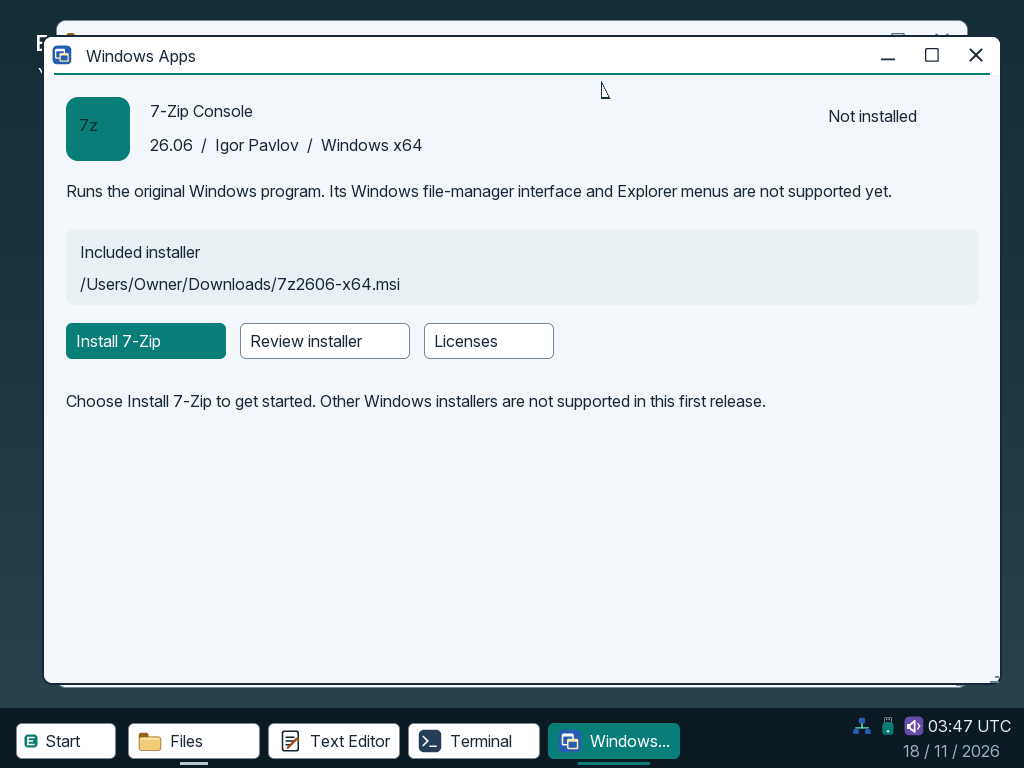 Windows Apps
7z
7-Zip Console
Not installed
26.06 / Igor Pavlov / Windows x64
Runs the original Windows program. Its Windows file-manager interface and Explorer menus are not supported yet.
Included installer
/Users/Owner/Downloads/7z2606-x64.msi
Install 7-Zip
Review installer
Licenses
Choose Install 7-Zip to get started. Other Windows installers are not supported in this first release.
Start
Files
Text Editor
Terminal
Windows...
03:47 UTC
18 / 11 / 2026